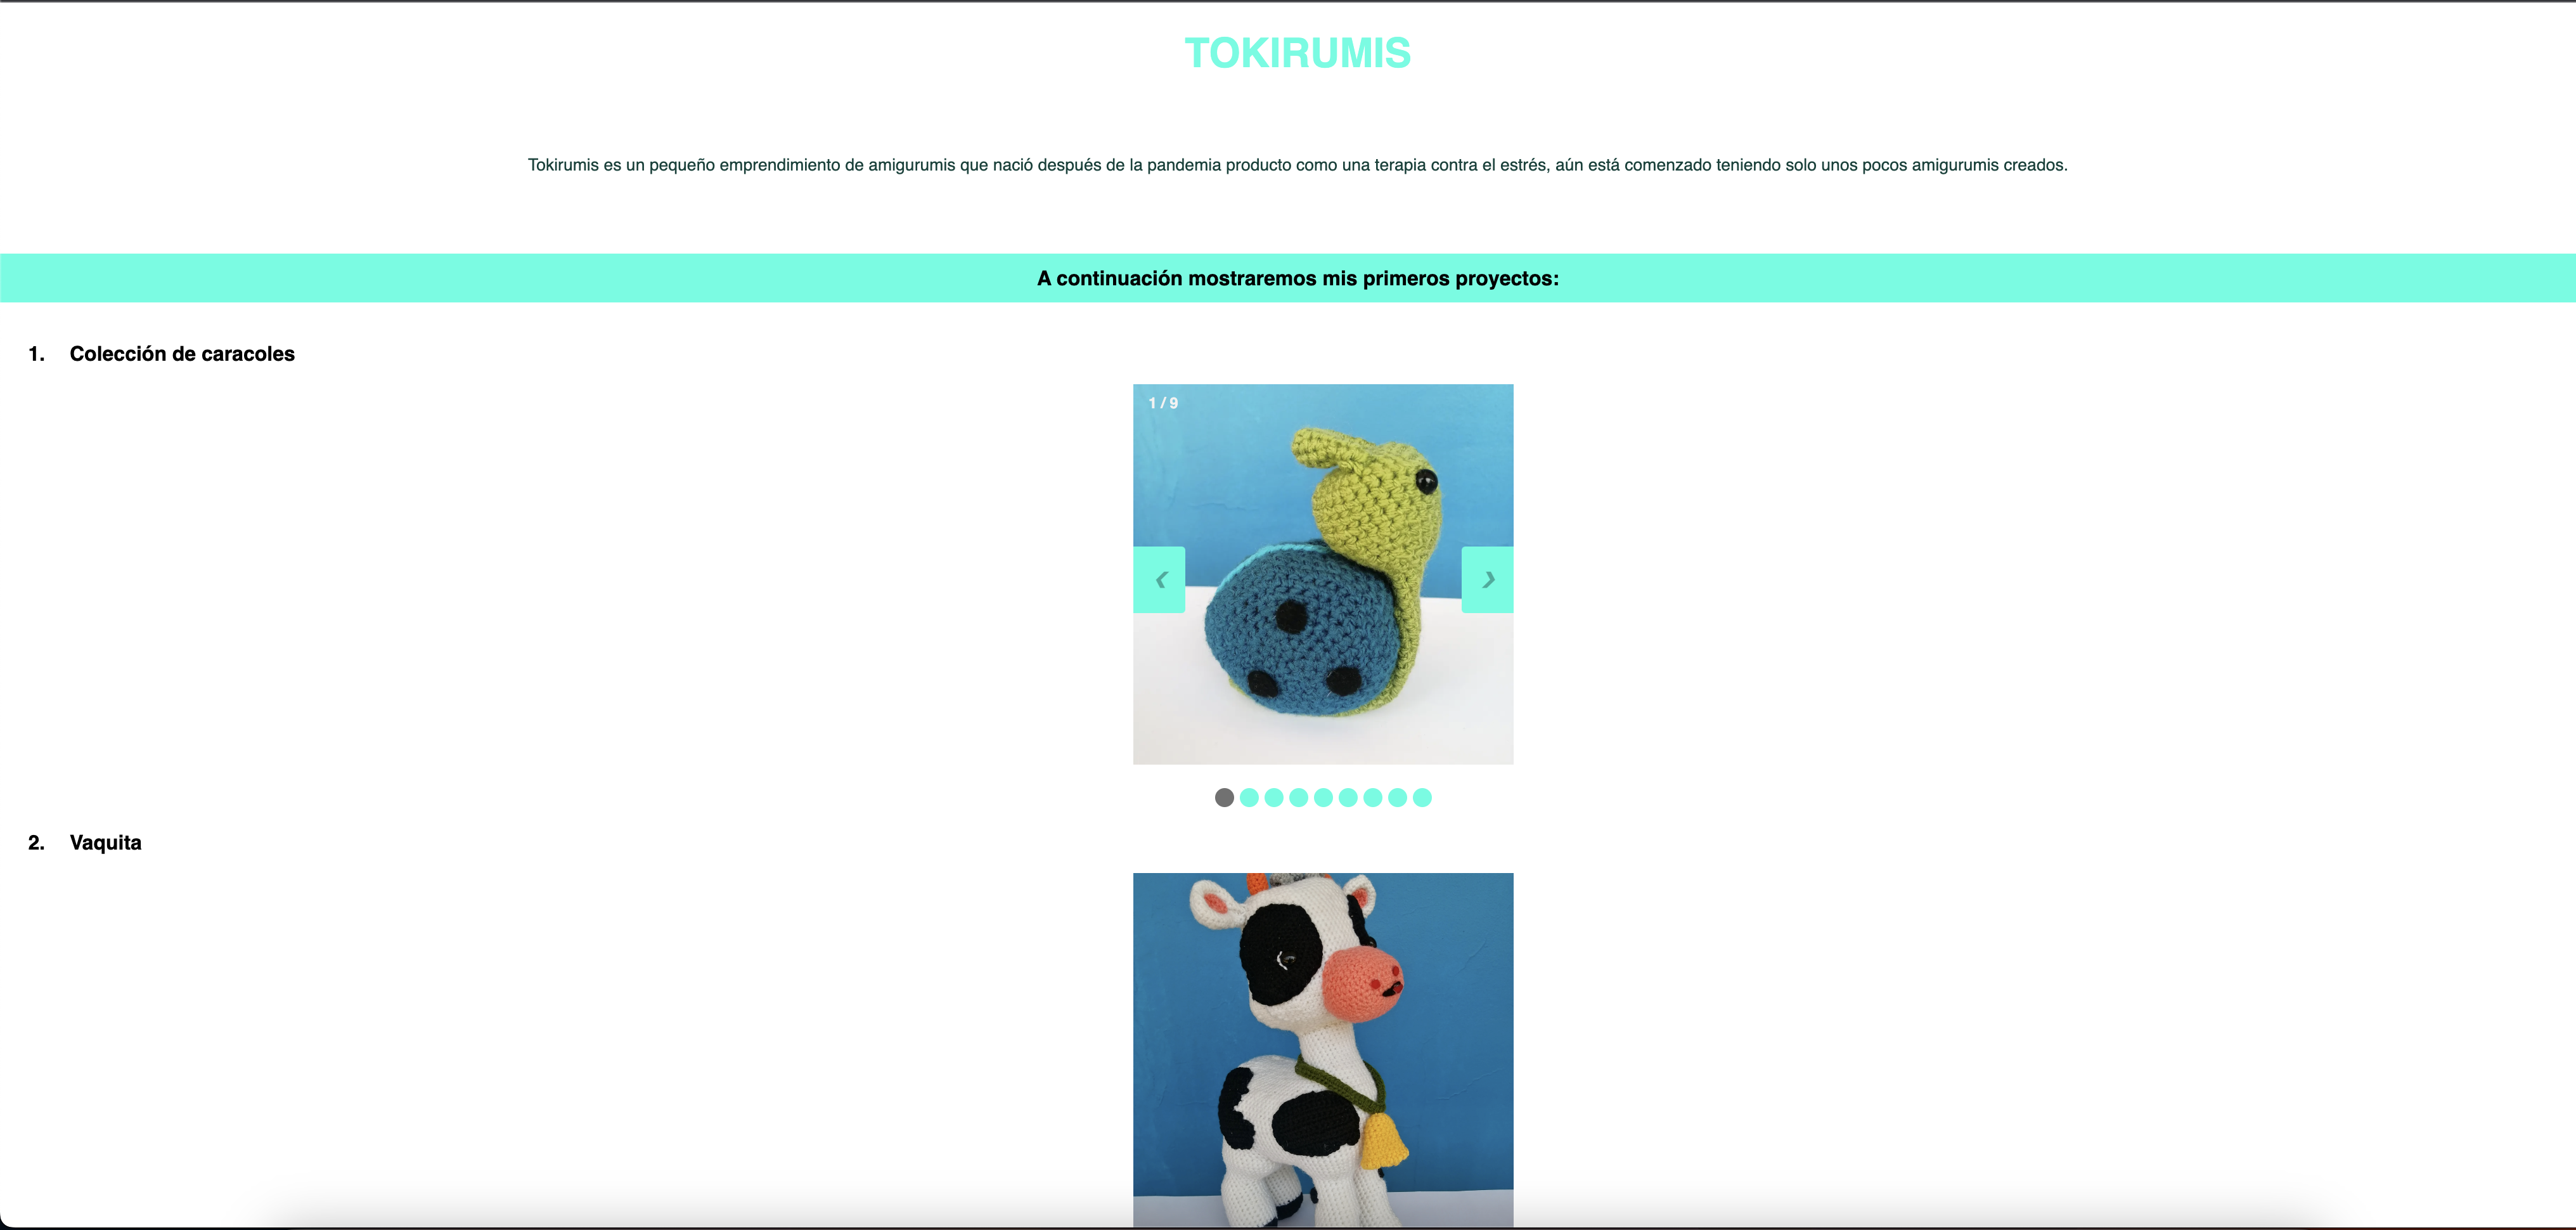 TOKIRUMIS
Tokirumis es un pequeño emprendimiento de amigurumis que nació después de la pandemia producto como una terapia contra el estrés, aún está comenzado teniendo solo unos pocos amigurumis creados.
A continuación mostraremos mis primeros proyectos:
1. Colección de caracoles
1 / 9
❮ ❯
2. Vaquita